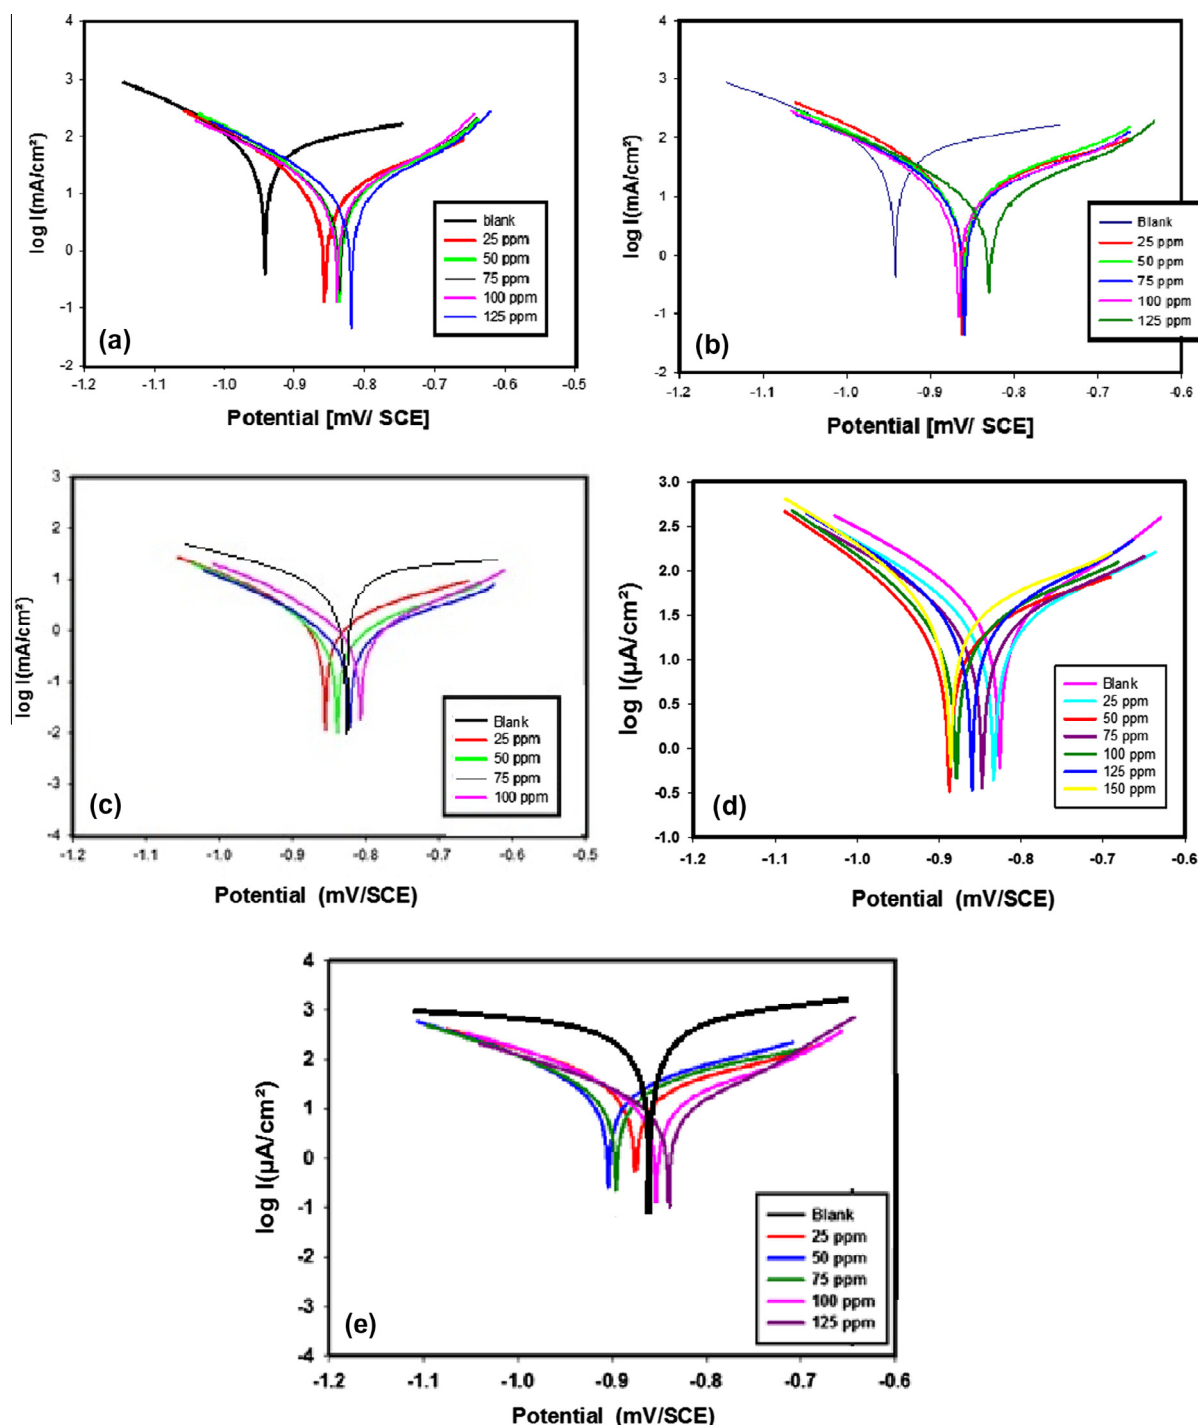 4
3
2
1
0
-1
-2
log I(mA/cm²)
blank
25 ppm
50 ppm
75 ppm
100 ppm
125 ppm
(a)
-1.2 -1.1 -1.0 -0.9 -0.8 -0.7 -0.6 -0.5
Potential [mV/ SCE]
4
3
2
1
0
-1
-2
log I(mA/cm²)
Blank
25 ppm
50 ppm
75 ppm
100 ppm
125 ppm
(b)
-1.2 -1.1 -1.0 -0.9 -0.8 -0.7 -0.6
Potential [mV/ SCE]
3
2
1
0
-1
-2
-3
-4
log I(mA/cm²)
Blank
25 ppm
50 ppm
75 ppm
100 ppm
(c)
-1.2 -1.1 -1.0 -0.9 -0.8 -0.7 -0.6 -0.5
Potential (mV/SCE)
3.0
2.5
2.0
1.5
1.0
0.5
0.0
-0.5
-1.0
log I(µA/cm²)
Blank
25 ppm
50 ppm
75 ppm
100 ppm
125 ppm
150 ppm
(d)
-1.2 -1.1 -1.0 -0.9 -0.8 -0.7 -0.6
Potential (mV/SCE)
4
3
2
1
0
-1
-2
-3
-4
log I(µA/cm²)
Blank
25 ppm
50 ppm
75 ppm
100 ppm
125 ppm
(e)
-1.2 -1.1 -1.0 -0.9 -0.8 -0.7 -0.6
Potential (mV/SCE)